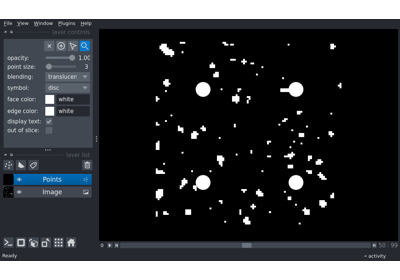 File View Window Plugins Help
layer controls
opacity: 1.00
point size: 3
blending: translucen
symbol: disc
face color: white
edge color: white
display text:
out of slice:
layer list
Points
Image
0 50 99
Ready activity